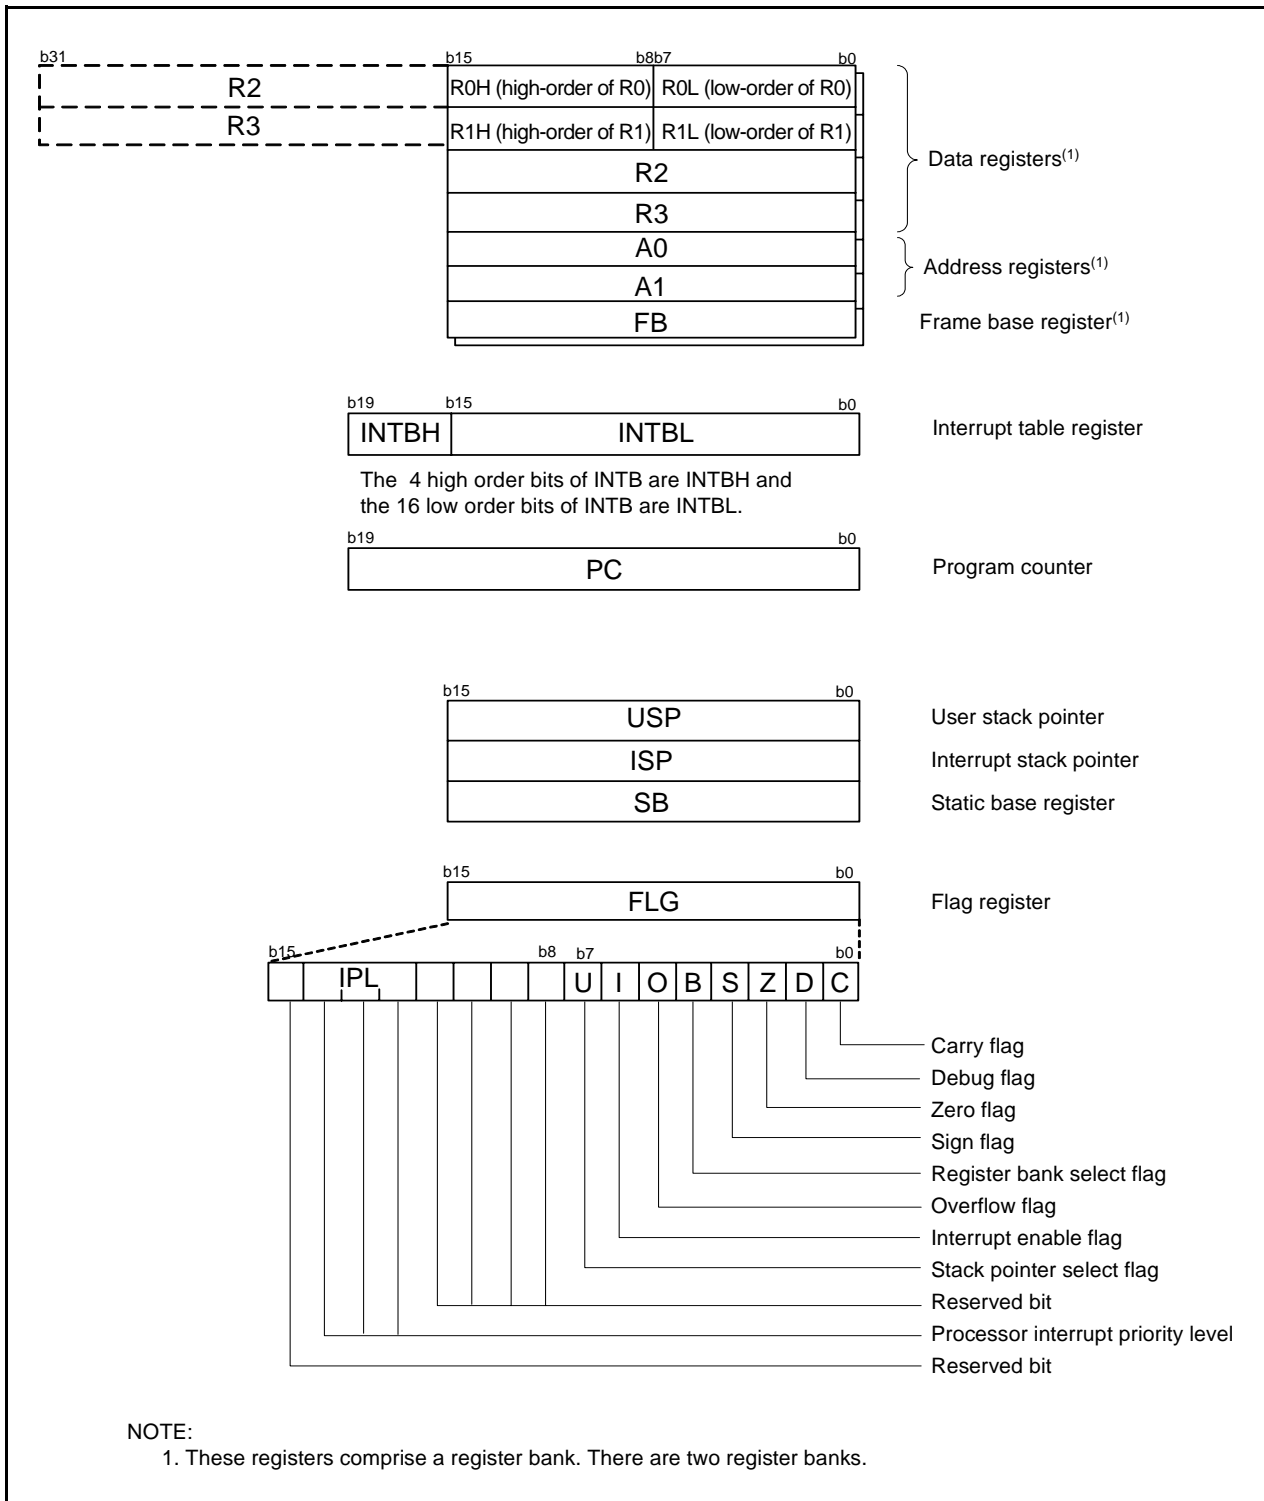 b31 b15 b8b7 b0
R2 R0H (high-order of R0) R0L (low-order of R0)
R3 R1H (high-order of R1) R1L (low-order of R1)
Data registers(1)
R2
R3
A0
Address registers(1)
A1
FB Frame base register(1)
b19 b15 b0
INTBH INTBL Interrupt table register
The 4 high order bits of INTB are INTBH and
the 16 low order bits of INTB are INTBL.
b19 b0
PC Program counter
b15 b0
USP User stack pointer
ISP Interrupt stack pointer
SB Static base register
b15 b0
FLG Flag register
b15 b8 b7 b0
IPL U I O B S Z D C
Carry flag
Debug flag
Zero flag
Sign flag
Register bank select flag
Overflow flag
Interrupt enable flag
Stack pointer select flag
Reserved bit
Processor interrupt priority level
Reserved bit
NOTE:
1. These registers comprise a register bank. There are two register banks.